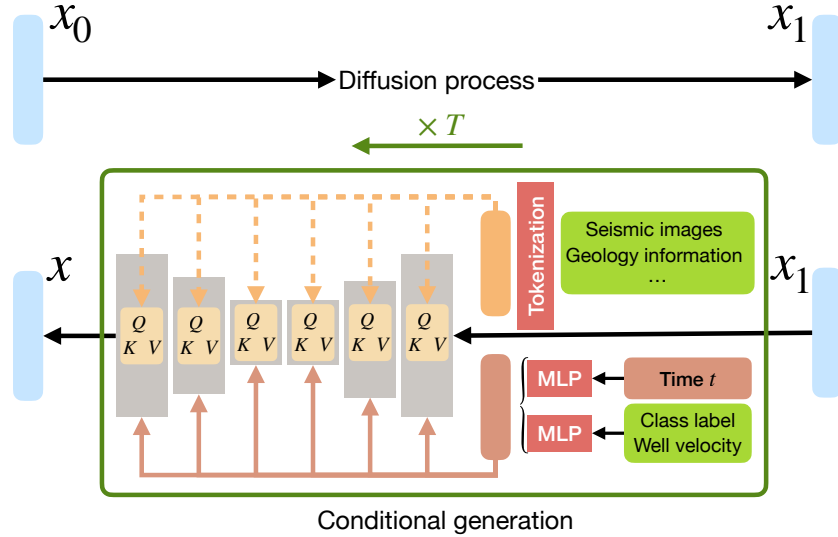 x0 x1
Diffusion process
× T
Tokenization
Seismic images
Geology information
...
x x1
Q Q Q Q Q Q
K V K V K V K V K V K V
MLP Time t
MLP Class label
Well velocity
Conditional generation